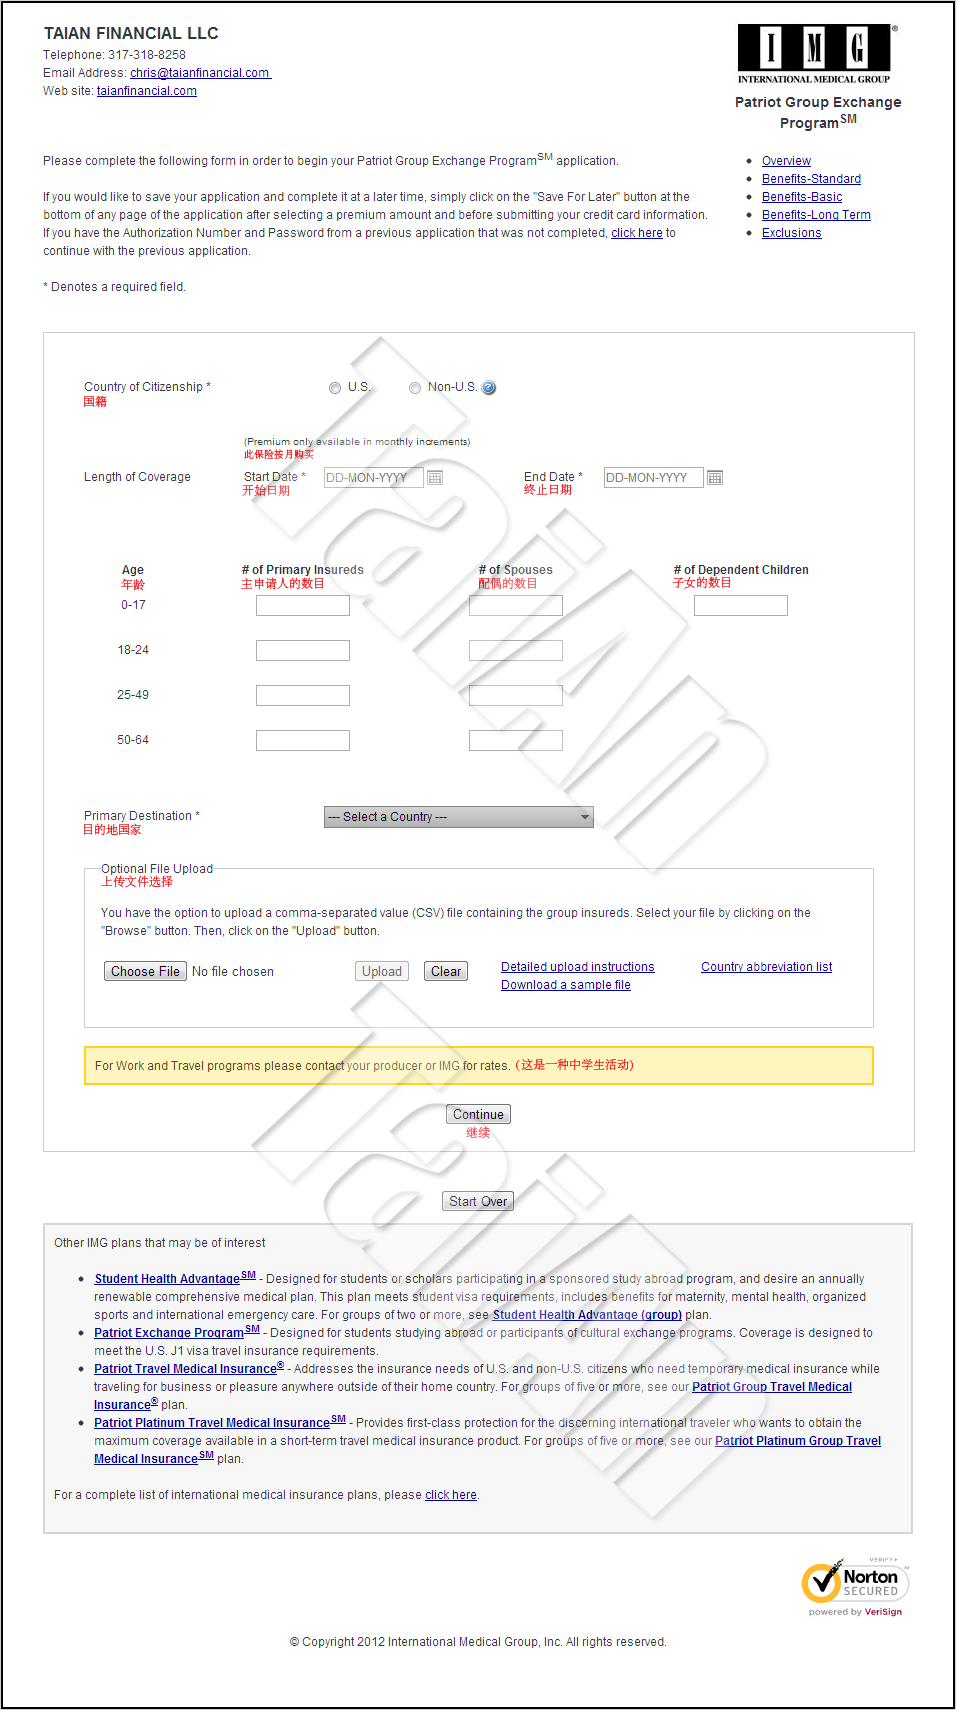 TAIAN FINANCIAL LLC
Telephone: 317-318-8258
Email Address: chris@taianfinancial.com
Web site: taianfinancial.com
IMG®
INTERNATIONAL MEDICAL GROUP
Patriot Group Exchange
Program℠
Please complete the following form in order to begin your Patriot Group Exchange Program℠ application.
If you would like to save your application and complete it at a later time, simply click on the "Save For Later" button at the
bottom of any page of the application after selecting a premium amount and before submitting your credit card information.
If you have the Authorization Number and Password from a previous application that was not completed, click here to
continue with the previous application.
* Denotes a required field.
• Overview
• Benefits-Standard
• Benefits-Basic
• Benefits-Long Term
• Exclusions
Country of Citizenship * U.S. Non-U.S. ?
国籍
(Premium only available in monthly increments)
此保险按月购买
Length of Coverage Start Date * DD-MON-YYYY End Date * DD-MON-YYYY
开始日期 终止日期
Age # of Primary Insureds # of Spouses # of Dependent Children
年龄 主申请人的数目 配偶的数目 子女的数目
0-17
18-24
25-49
50-64
Primary Destination * --- Select a Country ---
目的地国家
Optional File Upload
上传文件选择
You have the option to upload a comma-separated value (CSV) file containing the group insureds. Select your file by clicking on the
"Browse" button. Then, click on the "Upload" button.
Choose File No file chosen Upload Clear Detailed upload instructions Country abbreviation list
Download a sample file
For Work and Travel programs please contact your producer or IMG for rates. (这是一种中学生活动)
Continue
继续
Start Over
TaiAn
TaiAn
Other IMG plans that may be of interest
• Student Health Advantage℠ - Designed for students or scholars participating in a sponsored study abroad program, and desire an annually
renewable comprehensive medical plan. This plan meets student visa requirements, includes benefits for maternity, mental health, organized
sports and international emergency care. For groups of two or more, see Student Health Advantage (group) plan.
• Patriot Exchange Program℠ - Designed for students studying abroad or participants of cultural exchange programs. Coverage is designed to
meet the U.S. J1 visa travel insurance requirements.
• Patriot Travel Medical Insurance® - Addresses the insurance needs of U.S. and non-U.S. citizens who need temporary medical insurance while
traveling for business or pleasure anywhere outside of their home country. For groups of five or more, see our Patriot Group Travel Medical
Insurance® plan.
• Patriot Platinum Travel Medical Insurance℠ - Provides first-class protection for the discerning international traveler who wants to obtain the
maximum coverage available in a short-term travel medical insurance product. For groups of five or more, see our Patriot Platinum Group Travel
Medical Insurance℠ plan.
For a complete list of international medical insurance plans, please click here.
VERIFY
Norton™
SECURED
powered by VeriSign
© Copyright 2012 International Medical Group, Inc. All rights reserved.